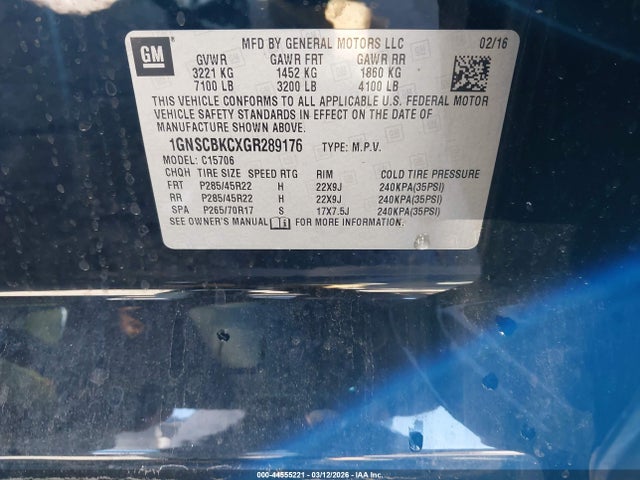 GM
MFD BY GENERAL MOTORS LLC 02/16
GVWR GAWR FRT GAWR RR
3221 KG 1452 KG 1860 KG
7100 LB 3200 LB 4100 LB
THIS VEHICLE CONFORMS TO ALL APPLICABLE U.S. FEDERAL MOTOR
VEHICLE SAFETY STANDARDS IN EFFECT ON THE DATE OF
MANUFACTURE SHOWN ABOVE.
1GNSCBKCXGR289176 TYPE: M.P.V.
MODEL: C15706
CHQH TIRE SIZE SPEED RTG RIM COLD TIRE PRESSURE
FRT P285/45R22 H 22X9J 240KPA(35PSI)
RR P285/45R22 H 22X9J 240KPA(35PSI)
SPA P265/70R17 S 17X7.5J 240KPA(35PSI)
SEE OWNER'S MANUAL FOR MORE INFORMATION.
000-44555221 - 03/12/2026 - IAA Inc.